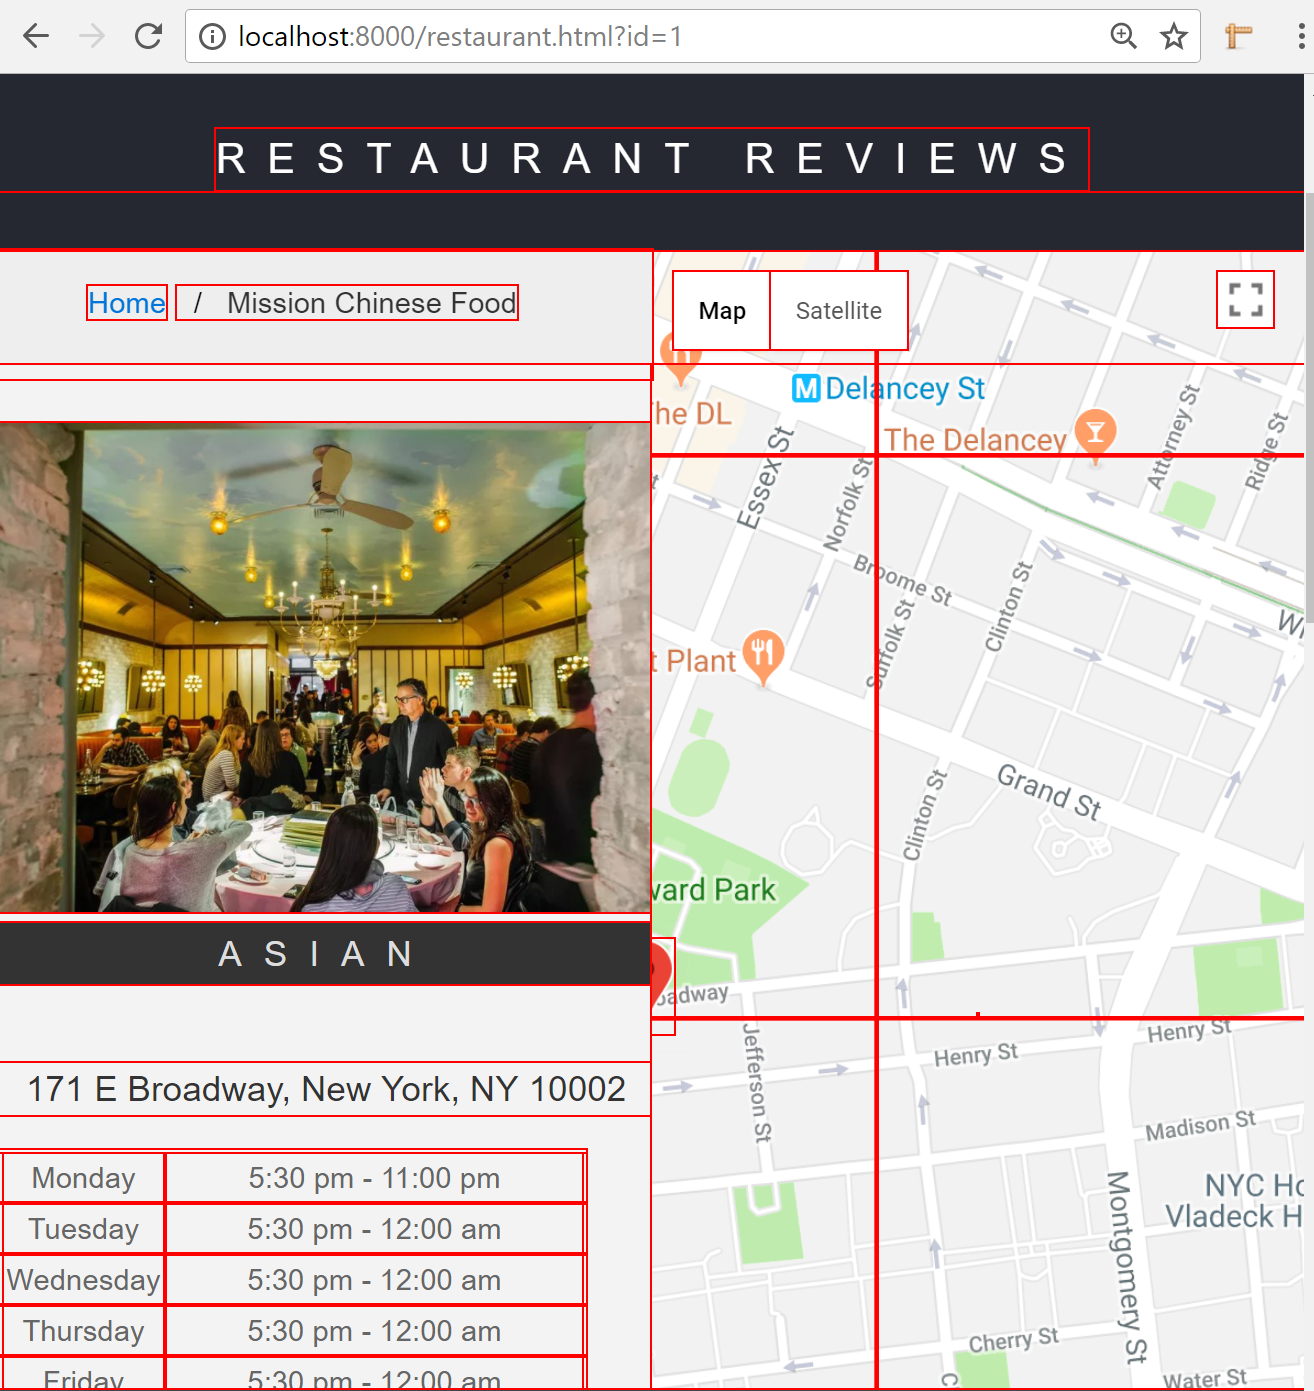 localhost:8000/restaurant.html?id=1
RESTAURANT REVIEWS
Home / Mission Chinese Food
Map Satellite
M Delancey St
The DL
The Delancey
Essex St
Norfolk St
Attorney St
Ridge St
Broome St
Suffolk St
Clinton St
t Plant
Grand St
Clinton St
ward Park
ASIAN
oadway
Jefferson St
Henry St
Henry St
171 E Broadway, New York, NY 10002
Madison St
Montgomery St
NYC Ho
Vladeck H
Monday 5:30 pm - 11:00 pm
Tuesday 5:30 pm - 12:00 am
Wednesday 5:30 pm - 12:00 am
Thursday 5:30 pm - 12:00 am
Friday 5:30 pm - 12:00 am
Cherry St
Water St